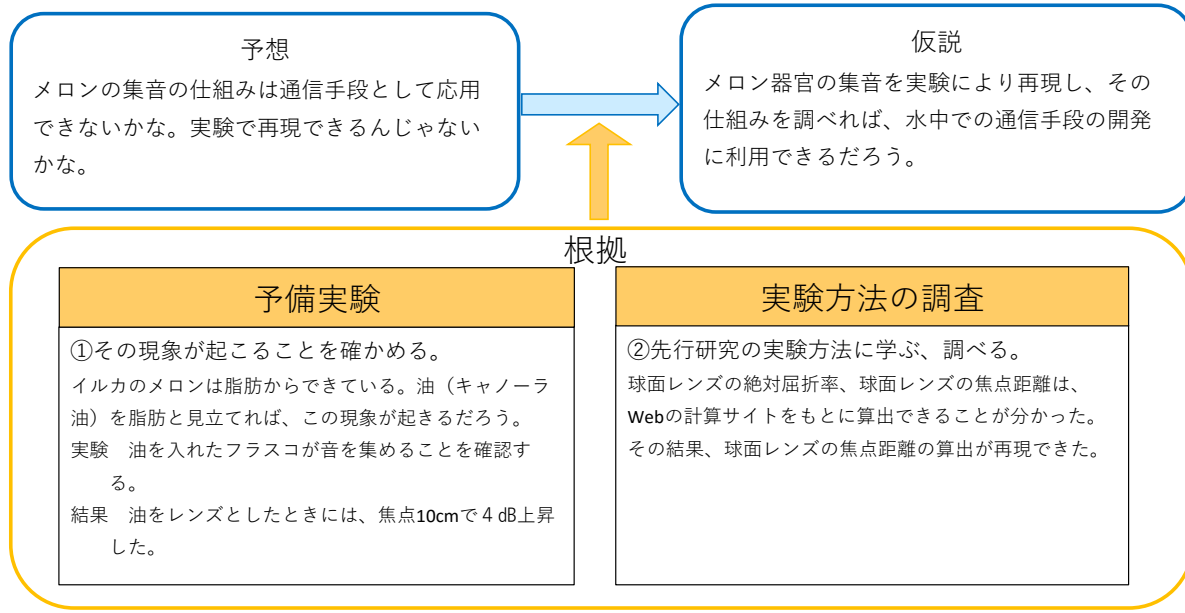 予想
メロンの集音の仕組みは通信手段として応用
できないかな。実験で再現できるんじゃない
かな。
仮説
メロン器官の集音を実験により再現し、その
仕組みを調べれば、水中での通信手段の開発
に利用できるだろう。
根拠
予備実験
①その現象が起こることを確かめる。
イルカのメロンは脂肪からできている。油（キャノーラ
油）を脂肪と見立てれば、この現象が起きるだろう。
実験　油を入れたフラスコが音を集めることを確認す
る。
結果　油をレンズとしたときには、焦点10cmで４dB上昇
した。
実験方法の調査
②先行研究の実験方法に学ぶ、調べる。
球面レンズの絶対屈折率、球面レンズの焦点距離は、
Webの計算サイトをもとに算出できることが分かった。
その結果、球面レンズの焦点距離の算出が再現できた。